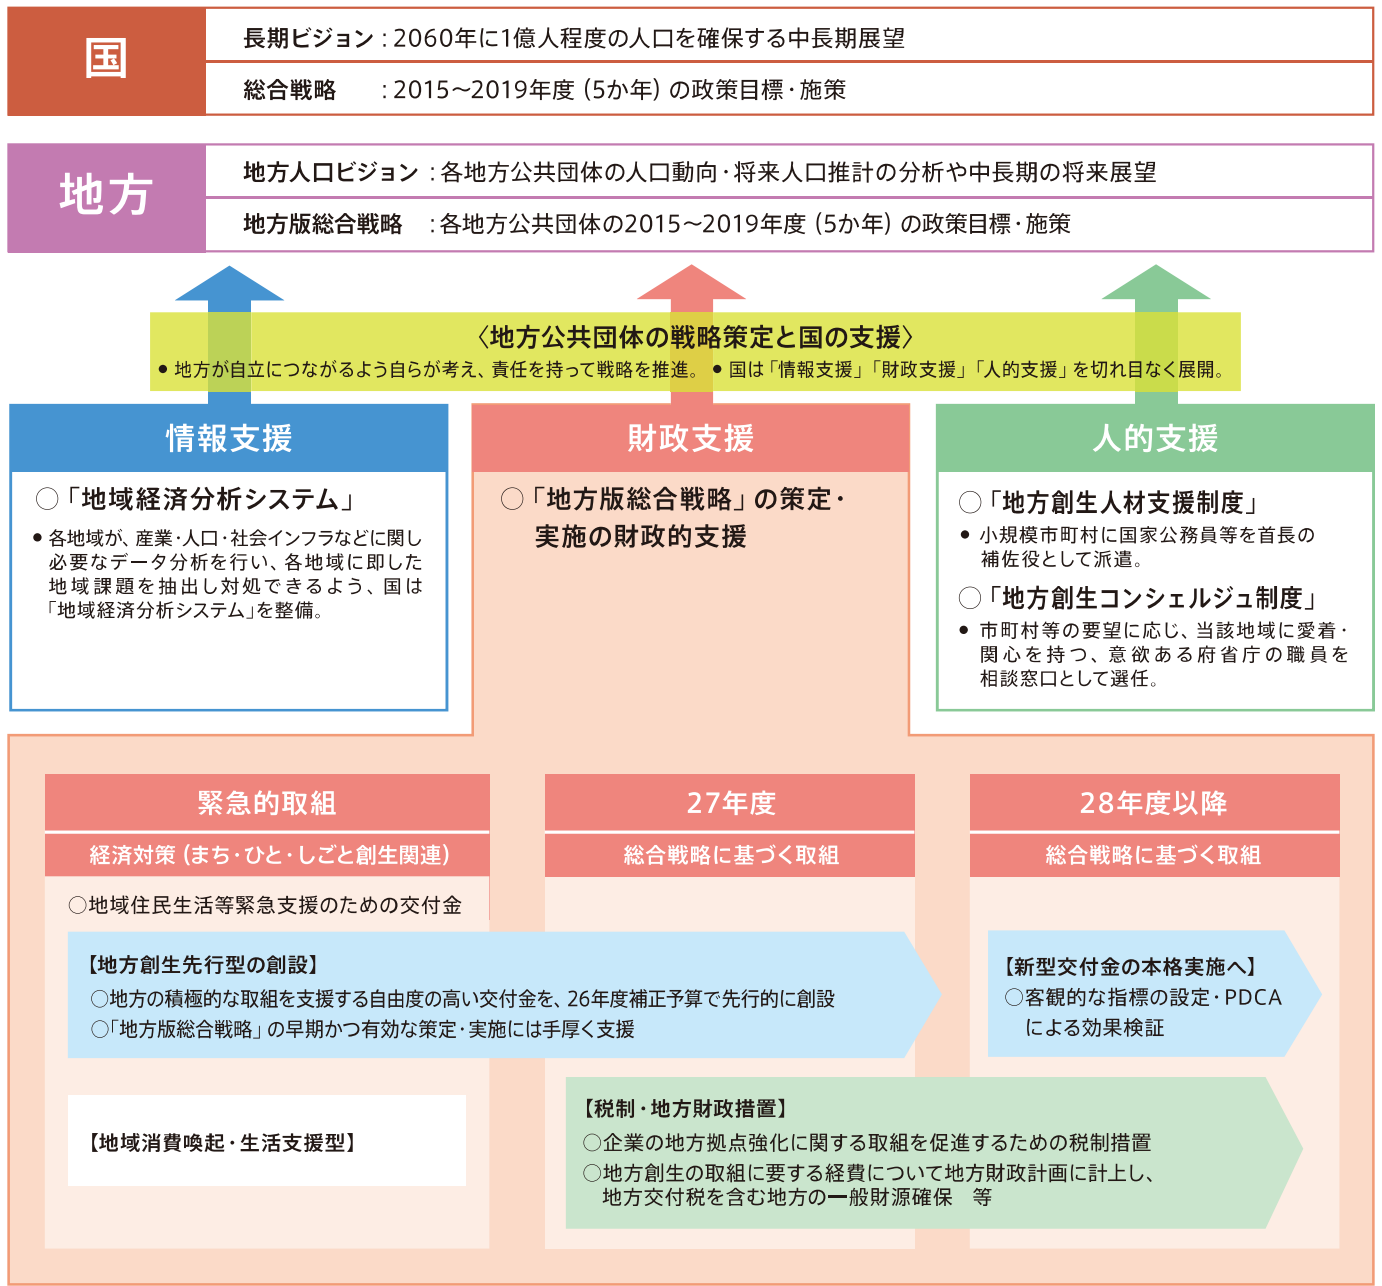 国
長期ビジョン：2060年に1億人程度の人口を確保する中長期展望
総合戦略　　：2015～2019年度（5か年）の政策目標・施策
地方
地方人口ビジョン：各地方公共団体の人口動向・将来人口推計の分析や中長期の将来展望
地方版総合戦略　：各地方公共団体の2015～2019年度（5か年）の政策目標・施策
〈地方公共団体の戦略策定と国の支援〉
● 地方が自立につながるよう自らが考え、責任を持って戦略を推進。 ● 国は「情報支援」「財政支援」「人的支援」を切れ目なく展開。
情報支援
○「地域経済分析システム」
● 各地域が、産業・人口・社会インフラなどに関し
必要なデータ分析を行い、各地域に即した
地域課題を抽出し対処できるよう、国は
「地域経済分析システム」を整備。
財政支援
○「地方版総合戦略」の策定・
実施の財政的支援
人的支援
○「地方創生人材支援制度」
● 小規模市町村に国家公務員等を首長の
補佐役として派遣。
○「地方創生コンシェルジュ制度」
● 市町村等の要望に応じ、当該地域に愛着・
関心を持つ、意欲ある府省庁の職員を
相談窓口として選任。
緊急的取組
経済対策（まち・ひと・しごと創生関連）
○地域住民生活等緊急支援のための交付金
27年度
総合戦略に基づく取組
28年度以降
総合戦略に基づく取組
【地方創生先行型の創設】
○地方の積極的な取組を支援する自由度の高い交付金を、26年度補正予算で先行的に創設
○「地方版総合戦略」の早期かつ有効な策定・実施には手厚く支援
【新型交付金の本格実施へ】
○客観的な指標の設定・PDCA
による効果検証
【地域消費喚起・生活支援型】
【税制・地方財政措置】
○企業の地方拠点強化に関する取組を促進するための税制措置
○地方創生の取組に要する経費について地方財政計画に計上し、
地方交付税を含む地方の一般財源確保　等